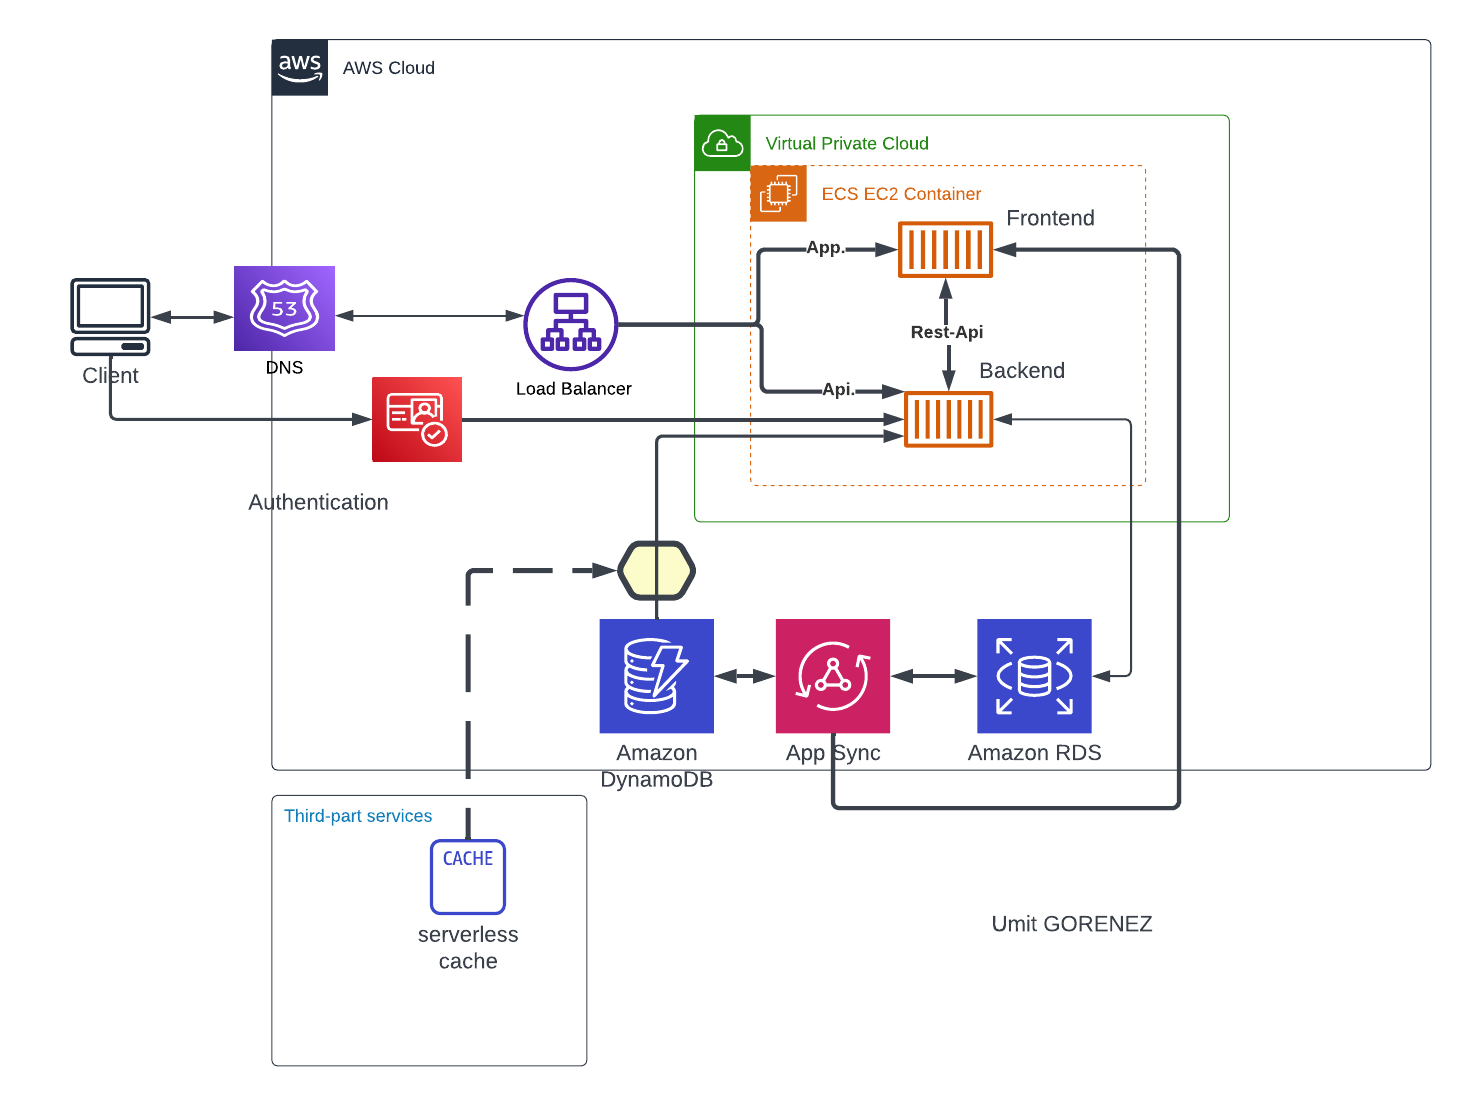 aws
AWS Cloud
Virtual Private Cloud
ECS EC2 Container
Frontend
App.
53
Rest-Api
DNS
Client
Load Balancer
Backend
Api.
Authentication
Amazon
DynamoDB
App Sync
Amazon RDS
Third-part services
CACHE
serverless
cache
Umit GORENEZ